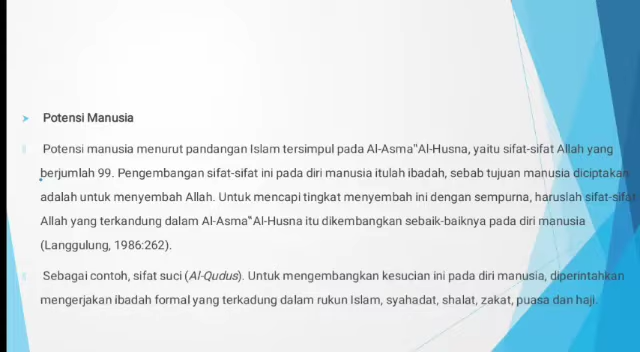 Potensi Manusia
Potensi manusia menurut pandangan Islam tersimpul pada Al-Asma‟Al-Husna, yaitu sifat-sifat Allah yang
berjumlah 99. Pengembangan sifat-sifat ini pada diri manusia itulah ibadah, sebab tujuan manusia diciptakan
adalah untuk menyembah Allah. Untuk mencapi tingkat menyembah ini dengan sempurna, haruslah sifat-sifat
Allah yang terkandung dalam Al-Asma‟Al-Husna itu dikembangkan sebaik-baiknya pada diri manusia
(Langgulung, 1986:262).
Sebagai contoh, sifat suci (Al-Qudus). Untuk mengembangkan kesucian ini pada diri manusia, diperintahkan
mengerjakan ibadah formal yang terkadung dalam rukun Islam, syahadat, shalat, zakat, puasa dan haji.